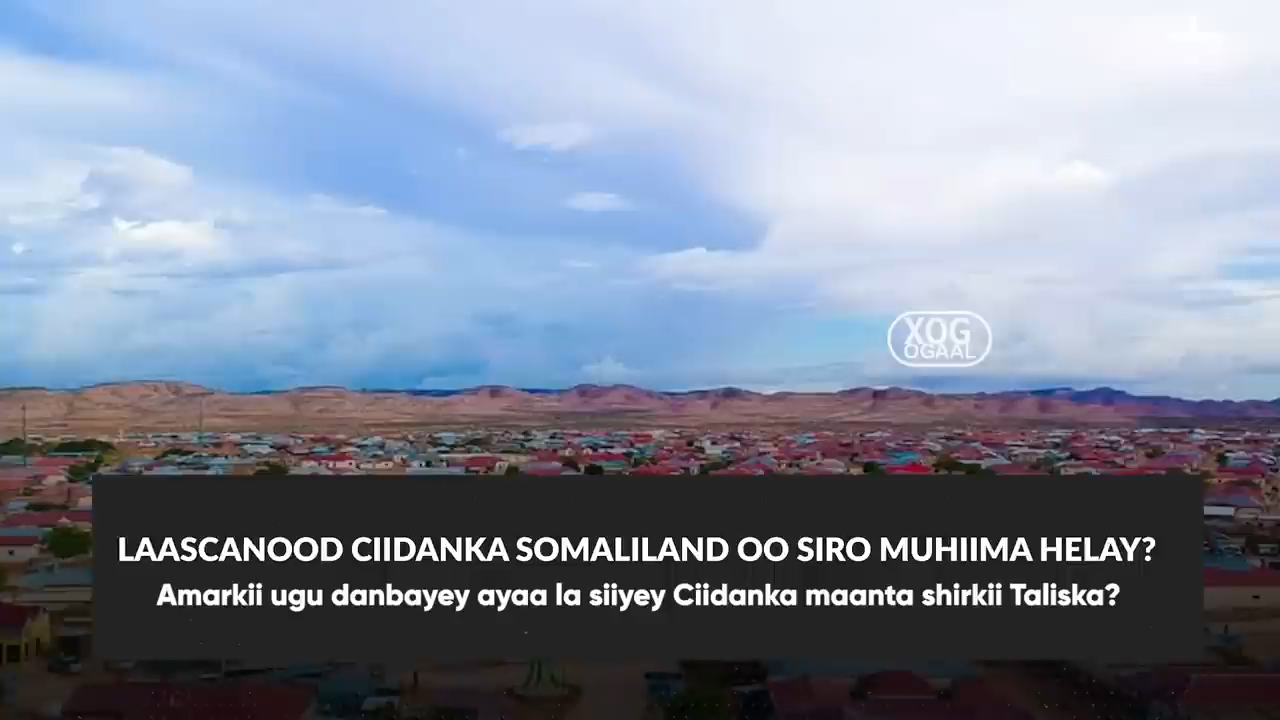 XOG
OGAAL
LAASCANOOD CIIDANKA SOMALILAND OO SIRO MUHIIMA HELAY?
Amarkii ugu danbayey ayaa la siiyey Ciidanka maanta shirkii Taliska?